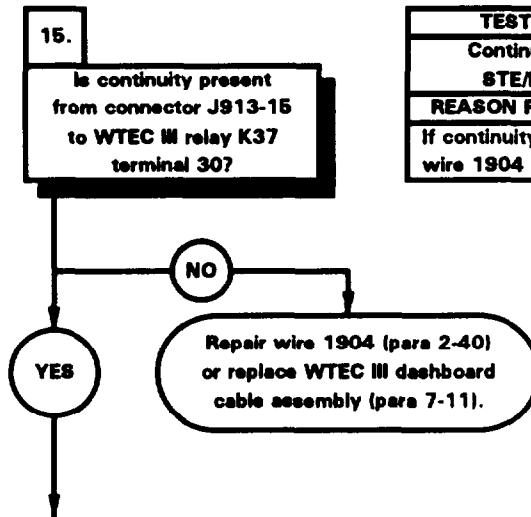 15.
Is continuity present
from connector J913-15
to WTEC III relay K37
terminal 30?
TEST
Contin
STE/
REASON F
If continuity
wire 1904
NO
YES
Repair wire 1904 (para 2-40)
or replace WTEC III dashboard
cable assembly (para 7-11).